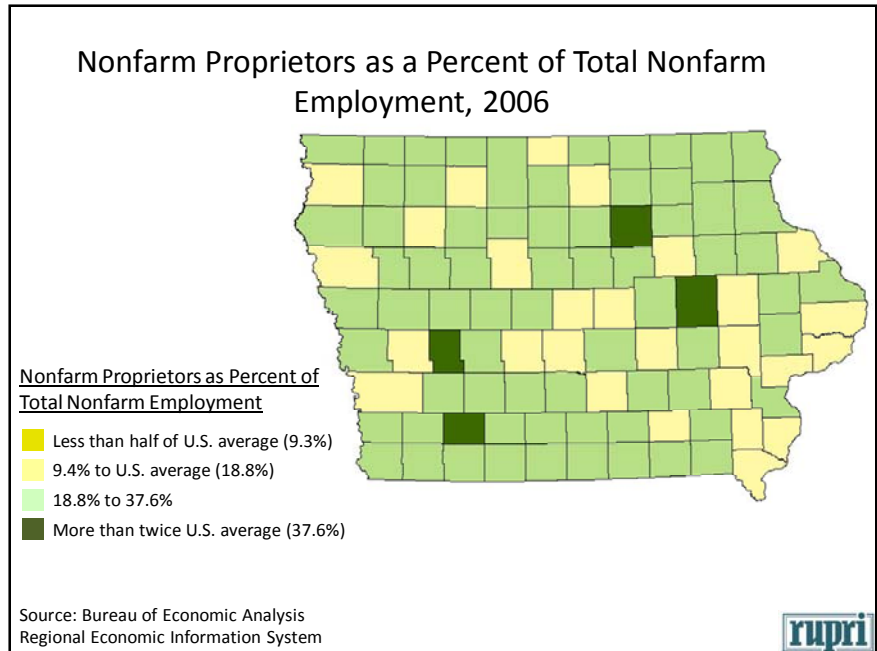 Nonfarm Proprietors as a Percent of Total Nonfarm
Employment, 2006
Nonfarm Proprietors as Percent of
Total Nonfarm Employment
Less than half of U.S. average (9.3%)
9.4% to U.S. average (18.8%)
18.8% to 37.6%
More than twice U.S. average (37.6%)
Source: Bureau of Economic Analysis
Regional Economic Information System
rupri